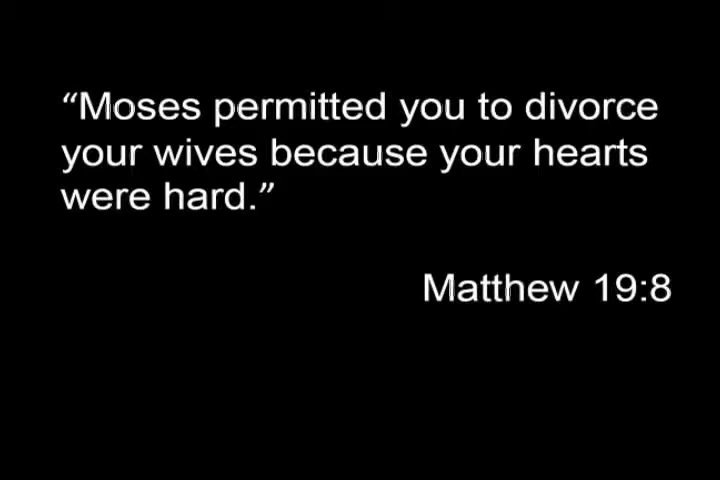 “Moses permitted you to divorce
your wives because your hearts
were hard.”
Matthew 19:8